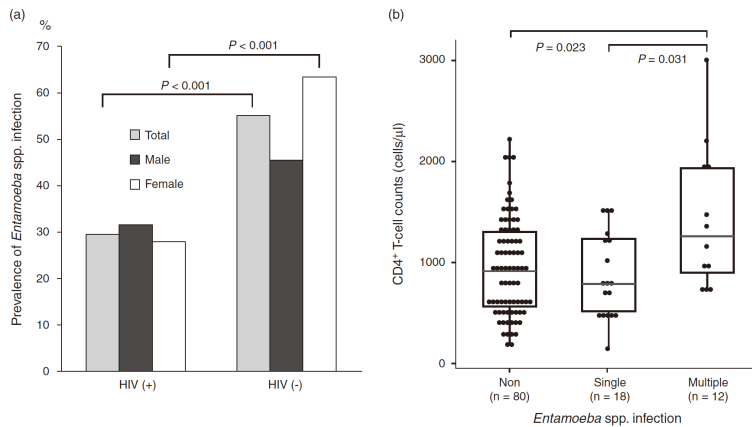 (a)
%
70
60
50
40
30
20
10
0
Prevalence of Entamoeba spp. infection
P < 0.001
P < 0.001
Total
Male
Female
HIV (+)
HIV (-)
(b)
3000
2000
1000
0
CD4⁺ T-cell counts (cells/μl)
P = 0.023
P = 0.031
Non
(n = 80)
Single
(n = 18)
Multiple
(n = 12)
Entamoeba spp. infection